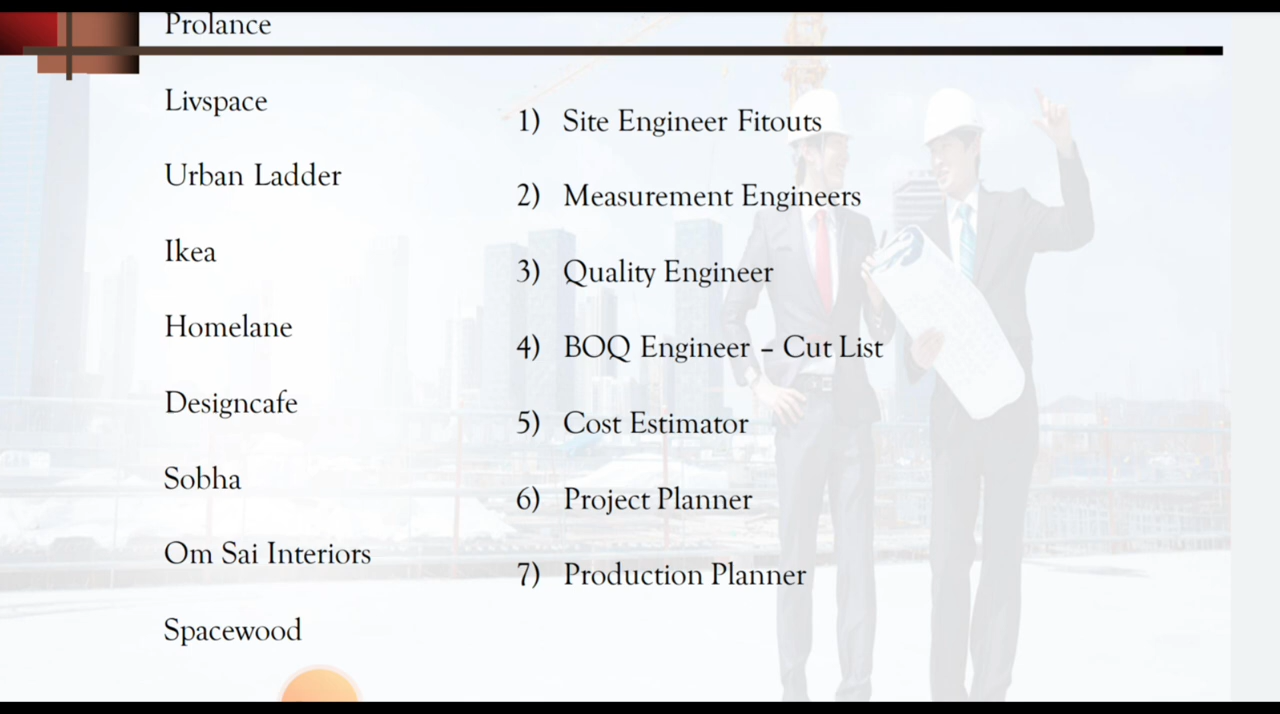 Prolance
Livspace
Urban Ladder
Ikea
Homelane
Designcafe
Sobha
Om Sai Interiors
Spacewood
1) Site Engineer Fitouts
2) Measurement Engineers
3) Quality Engineer
4) BOQ Engineer – Cut List
5) Cost Estimator
6) Project Planner
7) Production Planner